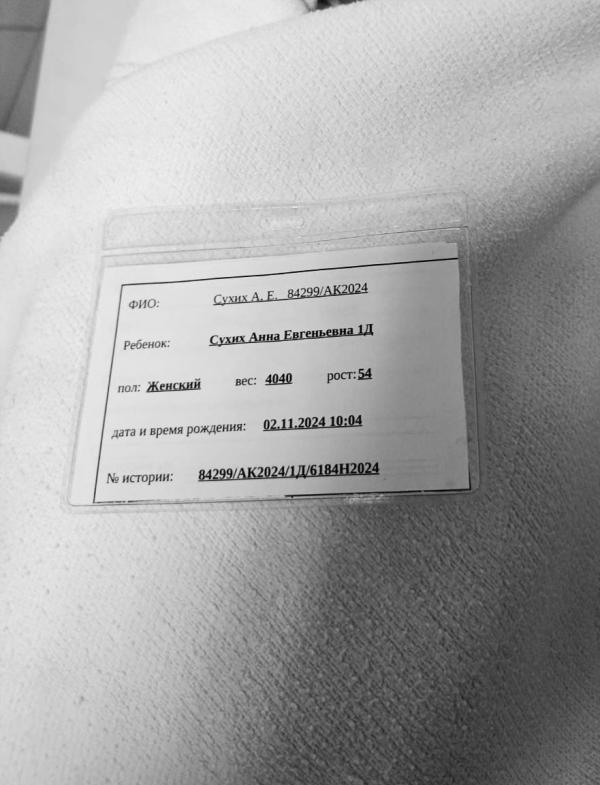 ФИО: Сухих А. Е. 84299/АК2024
Ребенок: Сухих Анна Евгеньевна 1Д
пол: Женский вес: 4040 рост: 54
дата и время рождения: 02.11.2024 10:04
№ истории: 84299/АК2024/1Д/6184Н2024